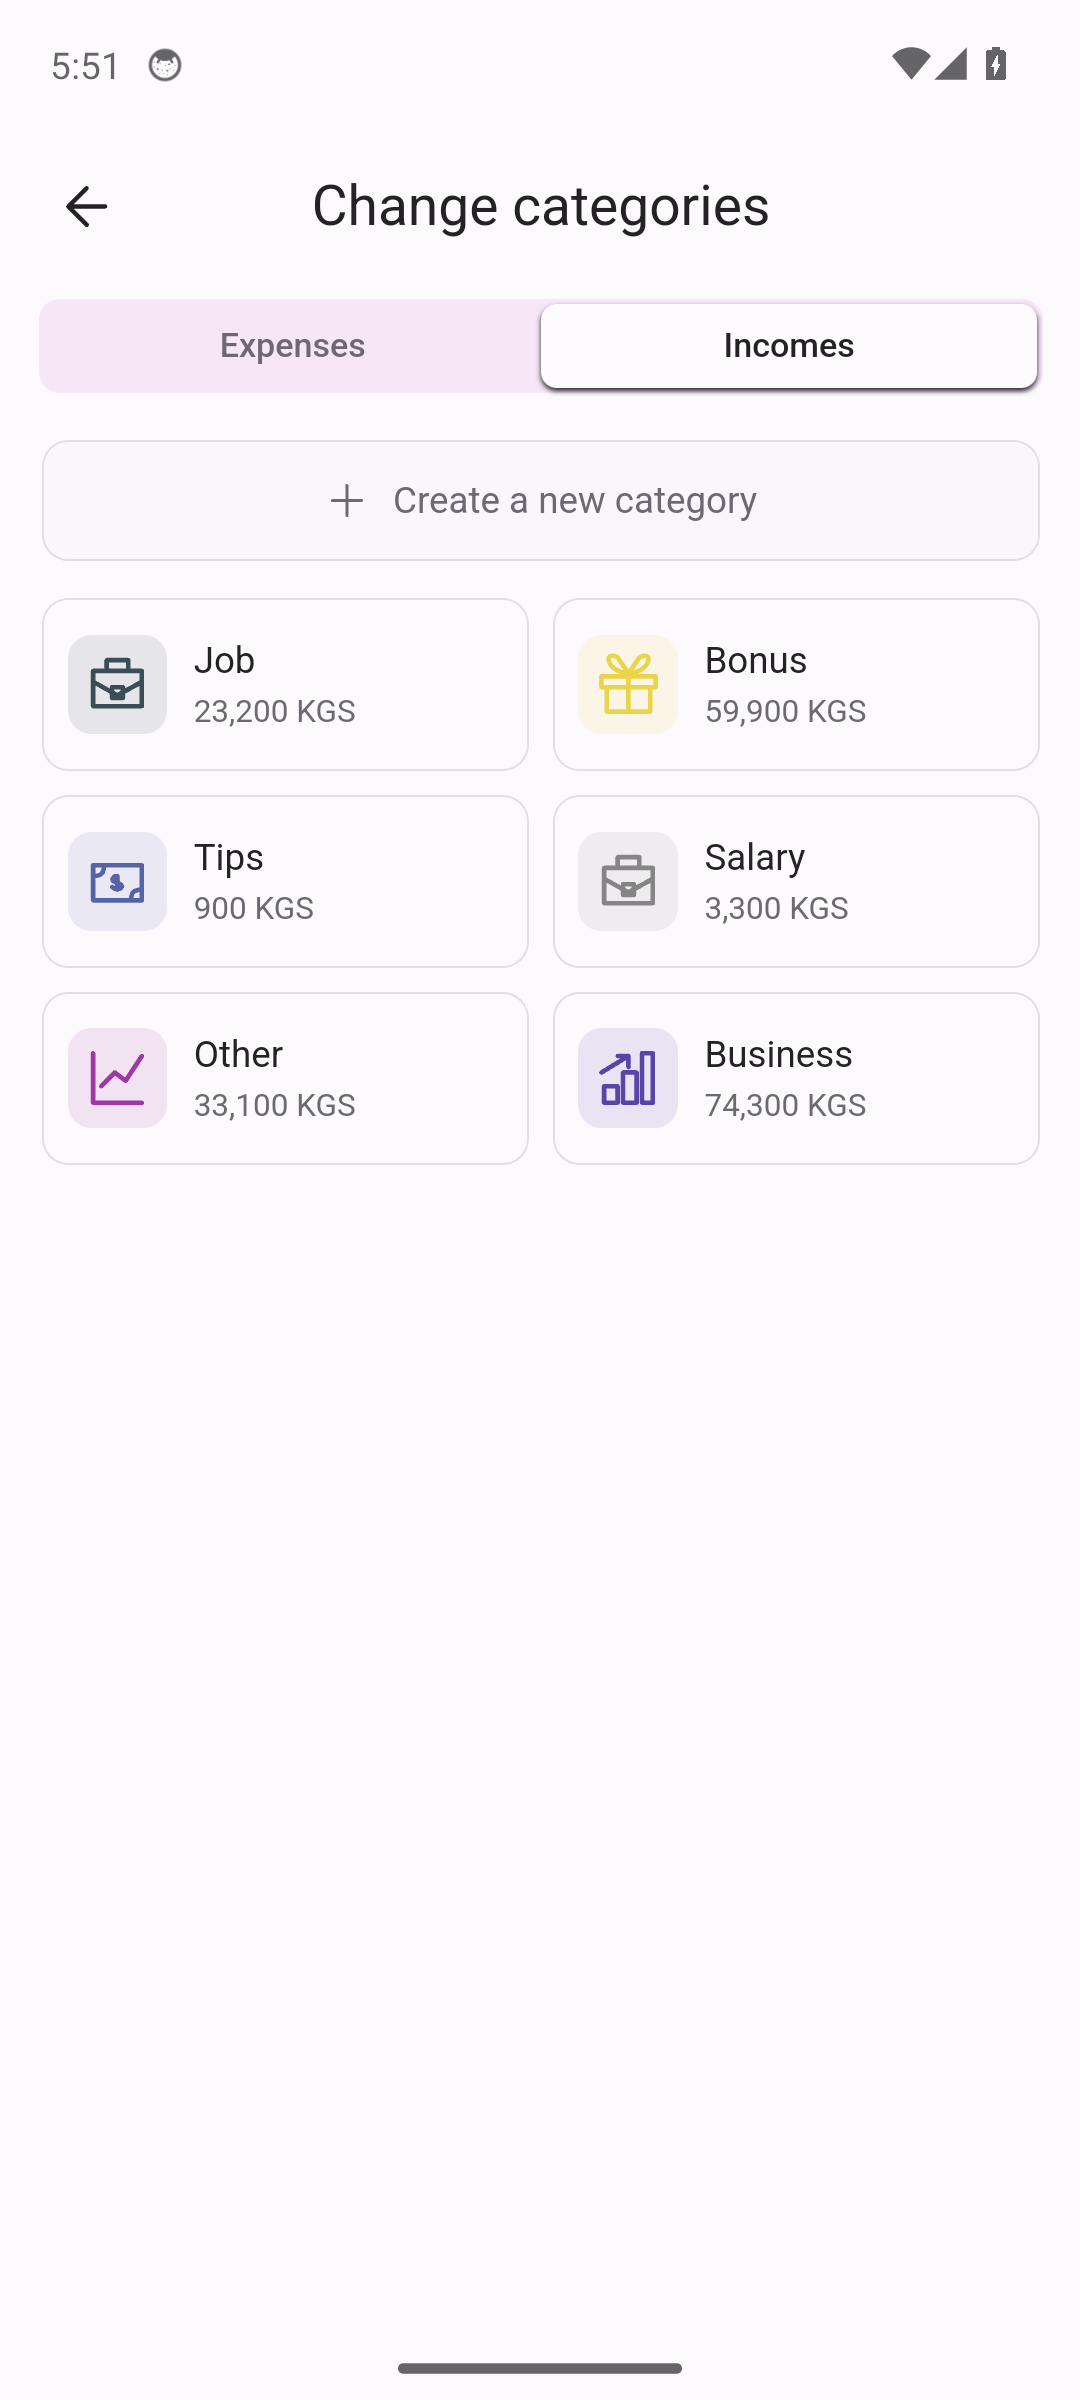 5:51
Change categories
Expenses
Incomes
Create a new category
Job
23,200 KGS
Bonus
59,900 KGS
Tips
900 KGS
Salary
3,300 KGS
Other
33,100 KGS
Business
74,300 KGS